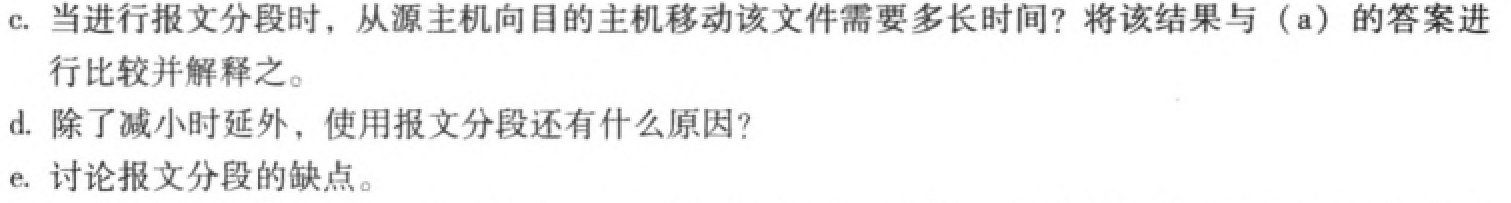 c. 当进行报文分段时，从源主机向目的主机移动该文件需要多长时间？将该结果与（a）的答案进
行比较并解释之。
d. 除了减小时延外，使用报文分段还有什么原因？
e. 讨论报文分段的缺点。